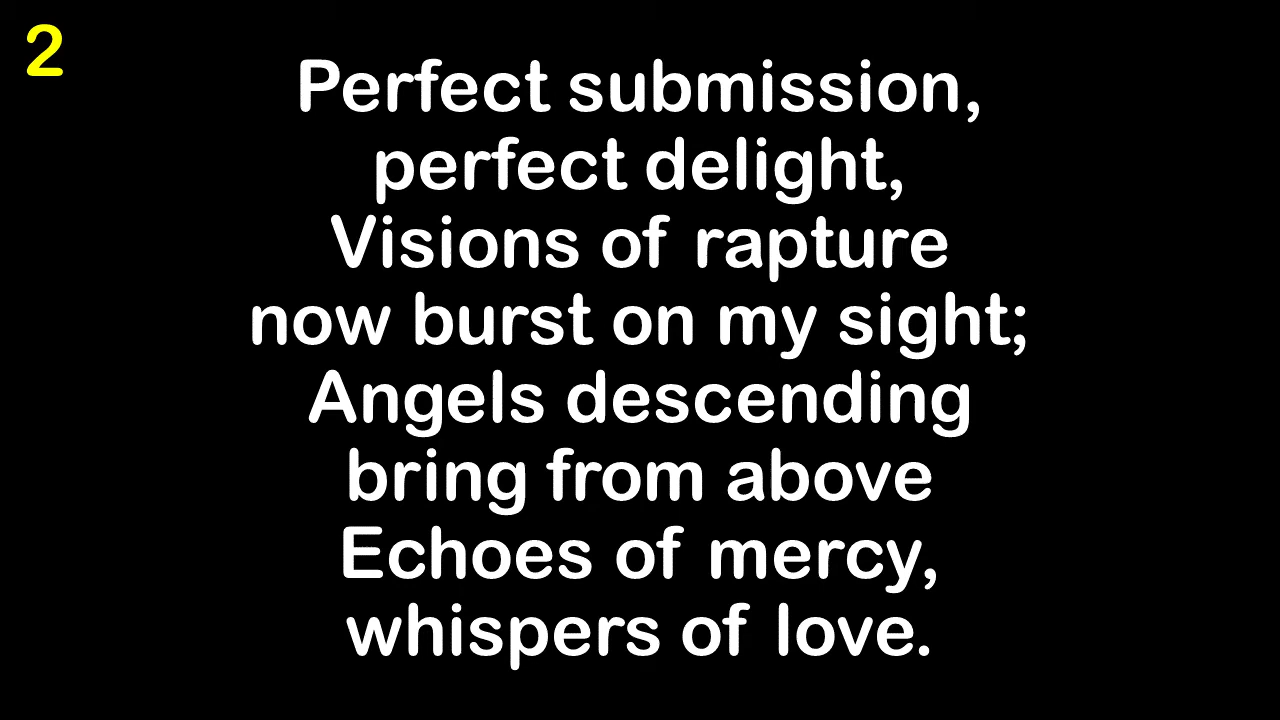 2
Perfect submission,
perfect delight,
Visions of rapture
now burst on my sight;
Angels descending
bring from above
Echoes of mercy,
whispers of love.